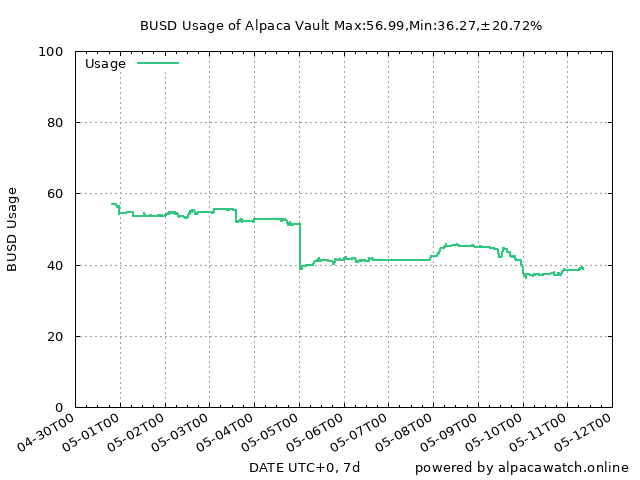 BUSD Usage of Alpaca Vault Max:56.99,Min:36.27,±20.72%
Usage
BUSD Usage
100
80
60
40
20
0
04-30T00
05-01T00
05-02T00
05-03T00
05-04T00
05-05T00
05-06T00
05-07T00
05-08T00
05-09T00
05-10T00
05-11T00
05-12T00
DATE UTC+0, 7d
powered by alpacawatch.online